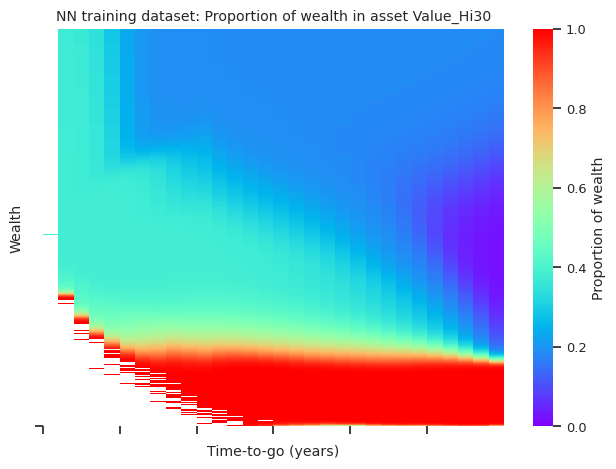 NN training dataset: Proportion of wealth in asset Value_Hi30
Wealth
Time-to-go (years)
1.0
0.8
0.6
0.4
0.2
0.0
Proportion of wealth